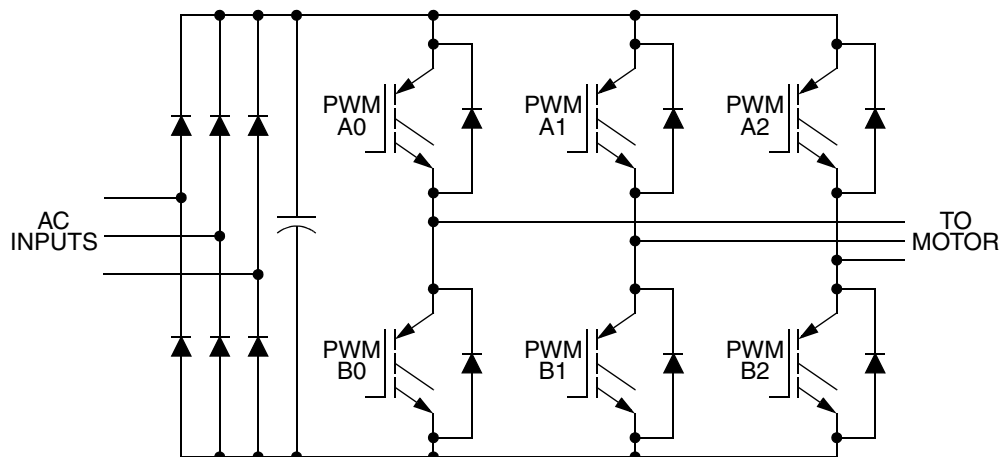 PWM
A0
PWM
A1
PWM
A2
AC
INPUTS
TO
MOTOR
PWM
B0
PWM
B1
PWM
B2